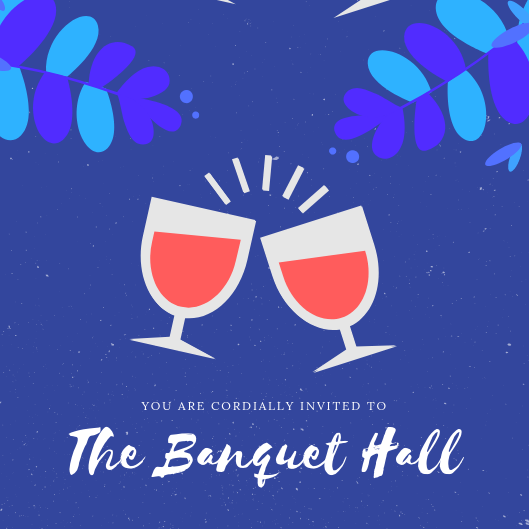 YOU ARE CORDIALLY INVITED TO
The Banquet Hall